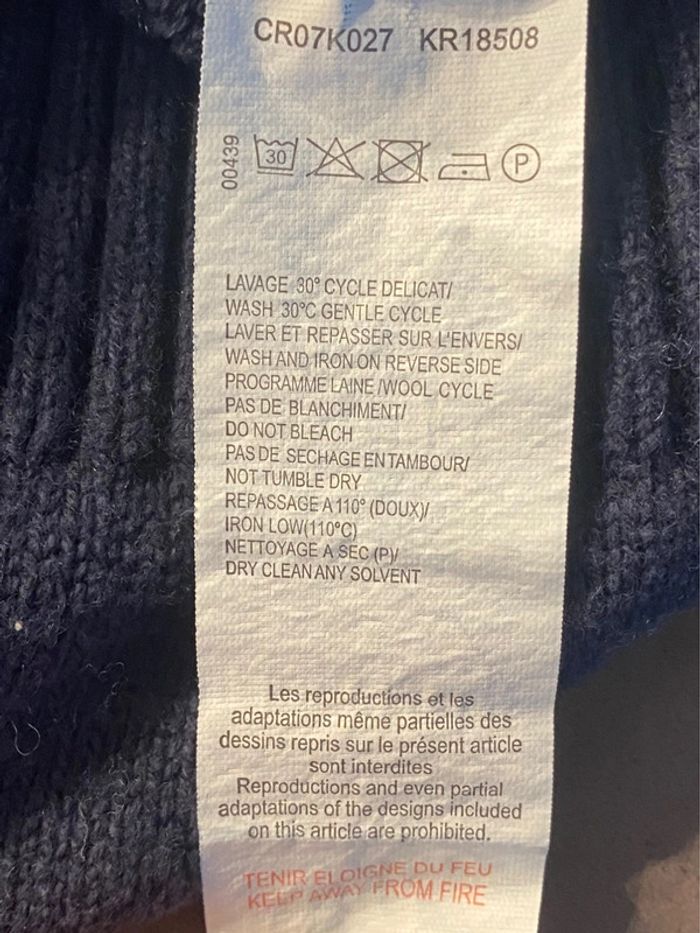 CR07K027 KR18508
00439
30 P
LAVAGE 30° CYCLE DELICAT/
WASH 30°C GENTLE CYCLE
LAVER ET REPASSER SUR L'ENVERS/
WASH AND IRON ON REVERSE SIDE
PROGRAMME LAINE /WOOL CYCLE
PAS DE BLANCHIMENT/
DO NOT BLEACH
PAS DE SECHAGE EN TAMBOUR/
NOT TUMBLE DRY
REPASSAGE A 110° (DOUX)/
IRON LOW(110°C)
NETTOYAGE A SEC (P)/
DRY CLEAN ANY SOLVENT
Les reproductions et les
adaptations même partielles des
dessins repris sur le présent article
sont interdites
Reproductions and even partial
adaptations of the designs included
on this article are prohibited.
TENIR ELOIGNE DU FEU
KEEP AWAY FROM FIRE